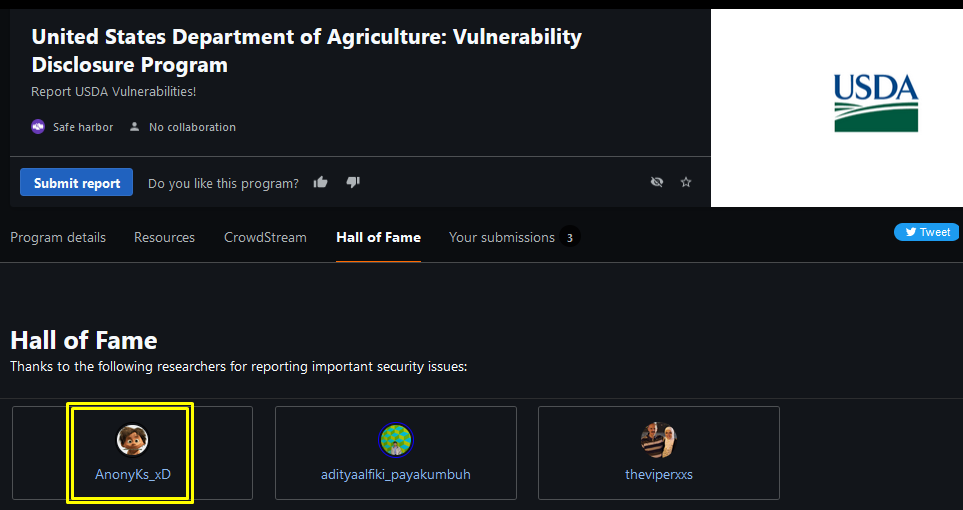 United States Department of Agriculture: Vulnerability
Disclosure Program
Report USDA Vulnerabilities!
USDA
Safe harbor No collaboration
Submit report Do you like this program?
Program details Resources CrowdStream Hall of Fame Your submissions 3 Tweet
Hall of Fame
Thanks to the following researchers for reporting important security issues:
AnonyKs_xD adityaalfiki_payakumbuh theviperxxs